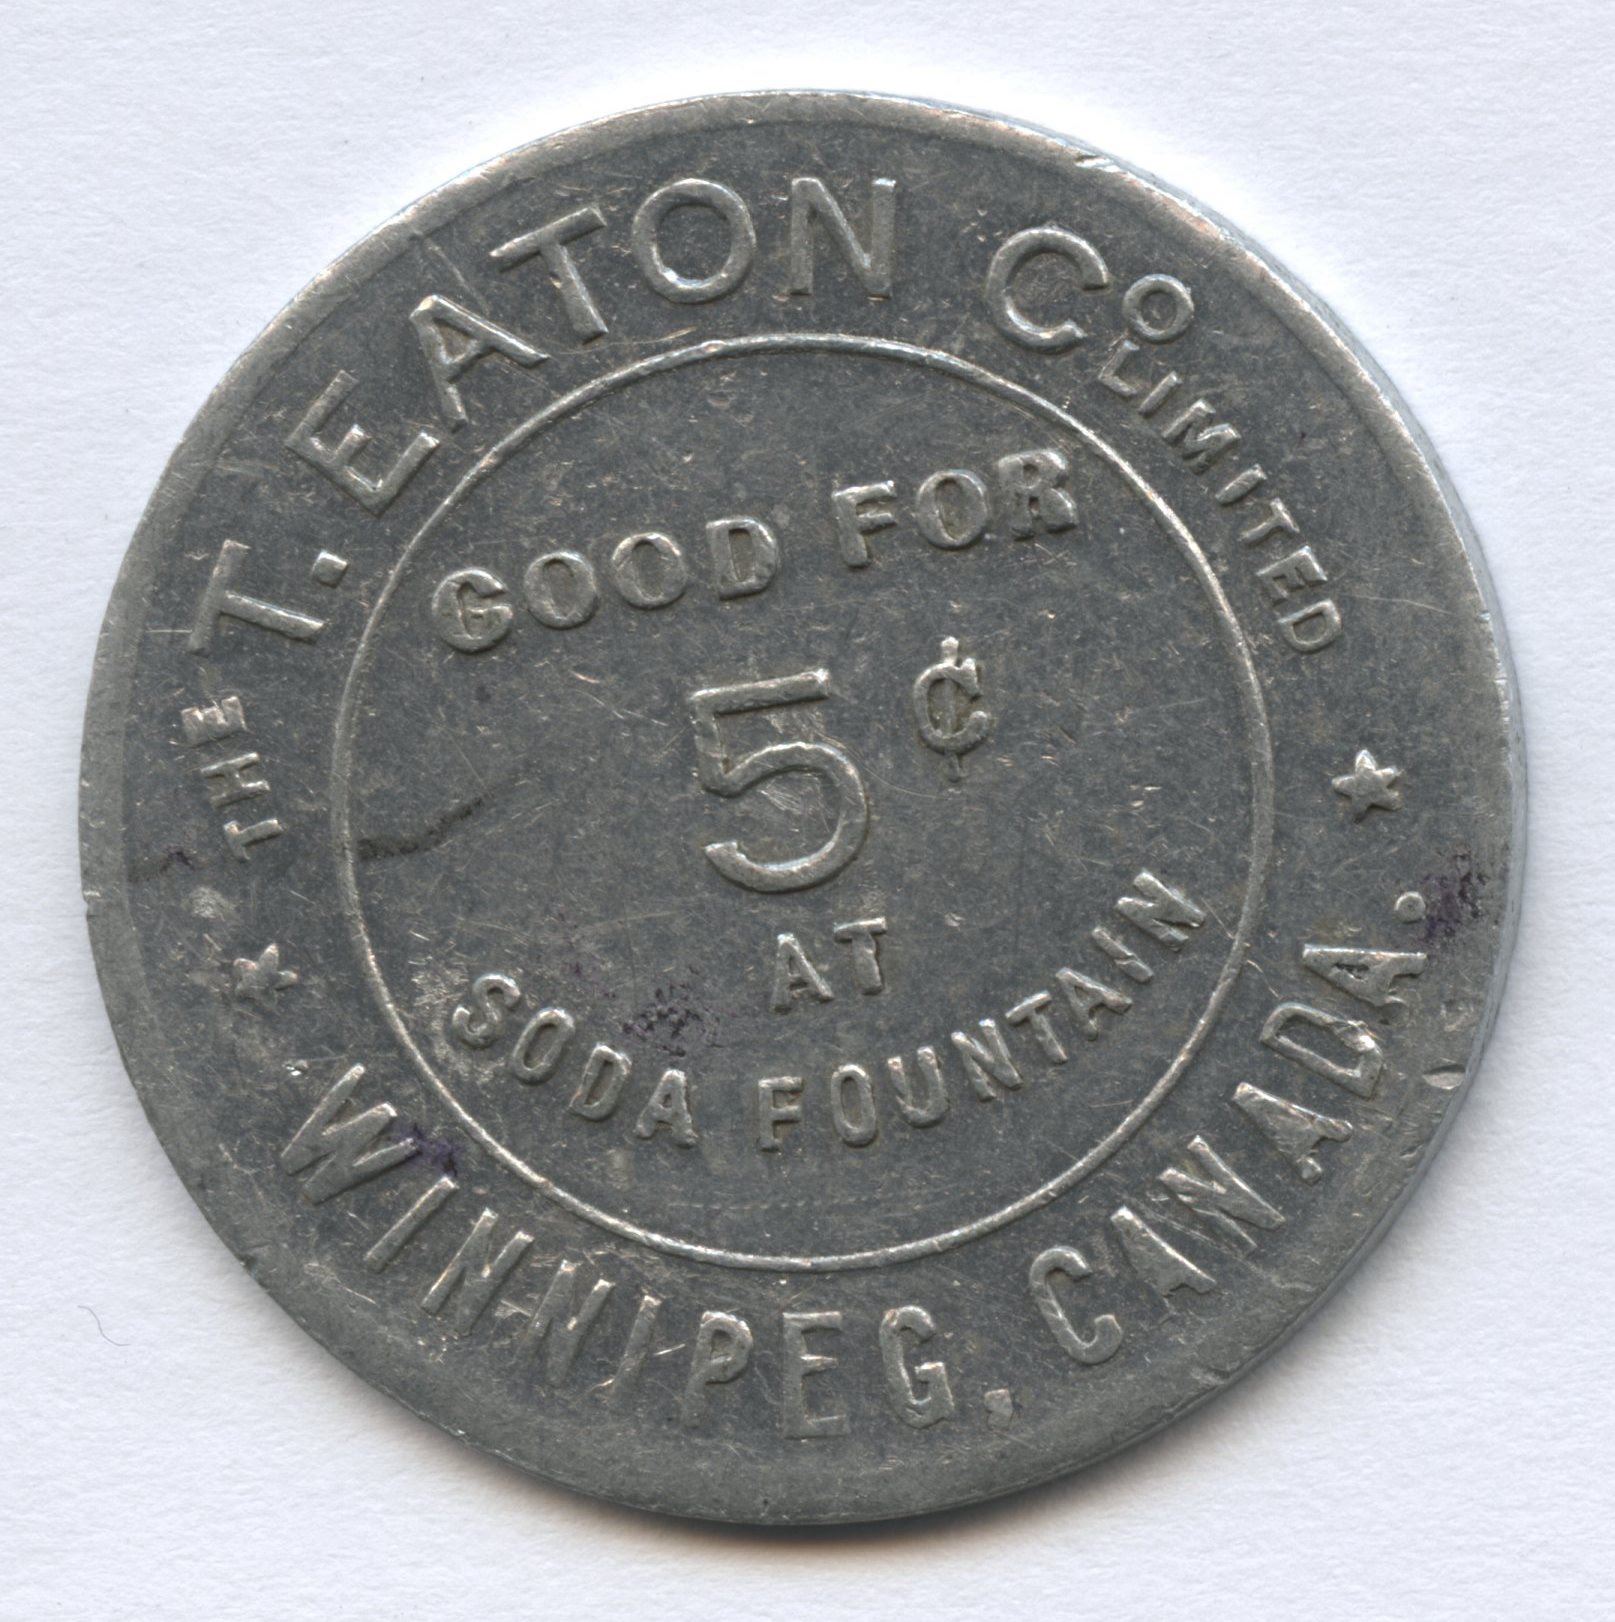 THE T. EATON Cº LIMITED
GOOD FOR
5 ¢
AT
SODA FOUNTAIN
WINNIPEG, CANADA.